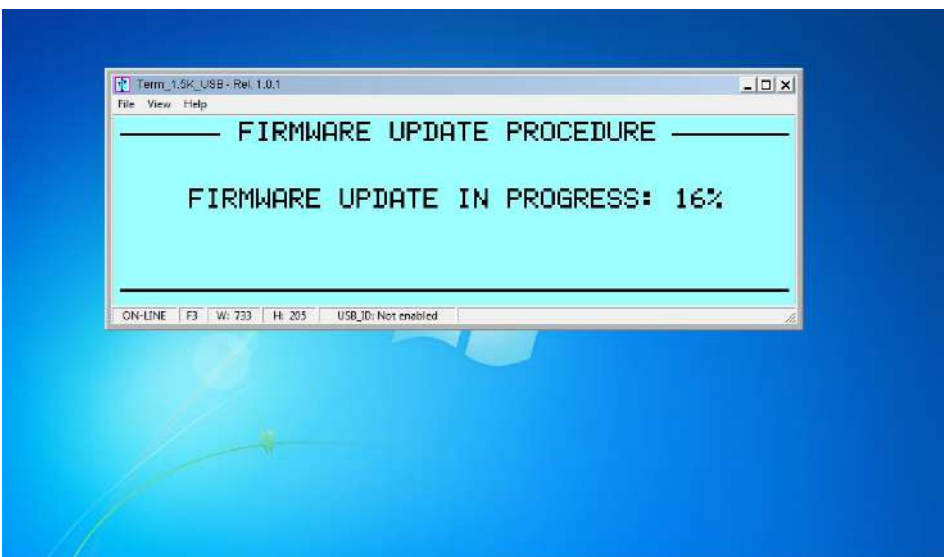 Term_1.5K_USB - Rel. 1.0.1
File View Help
FIRMWARE UPDATE PROCEDURE
FIRMWARE UPDATE IN PROGRESS: 16%
ON-LINE F3 W: 733 H: 205 USB_ID: Not enabled